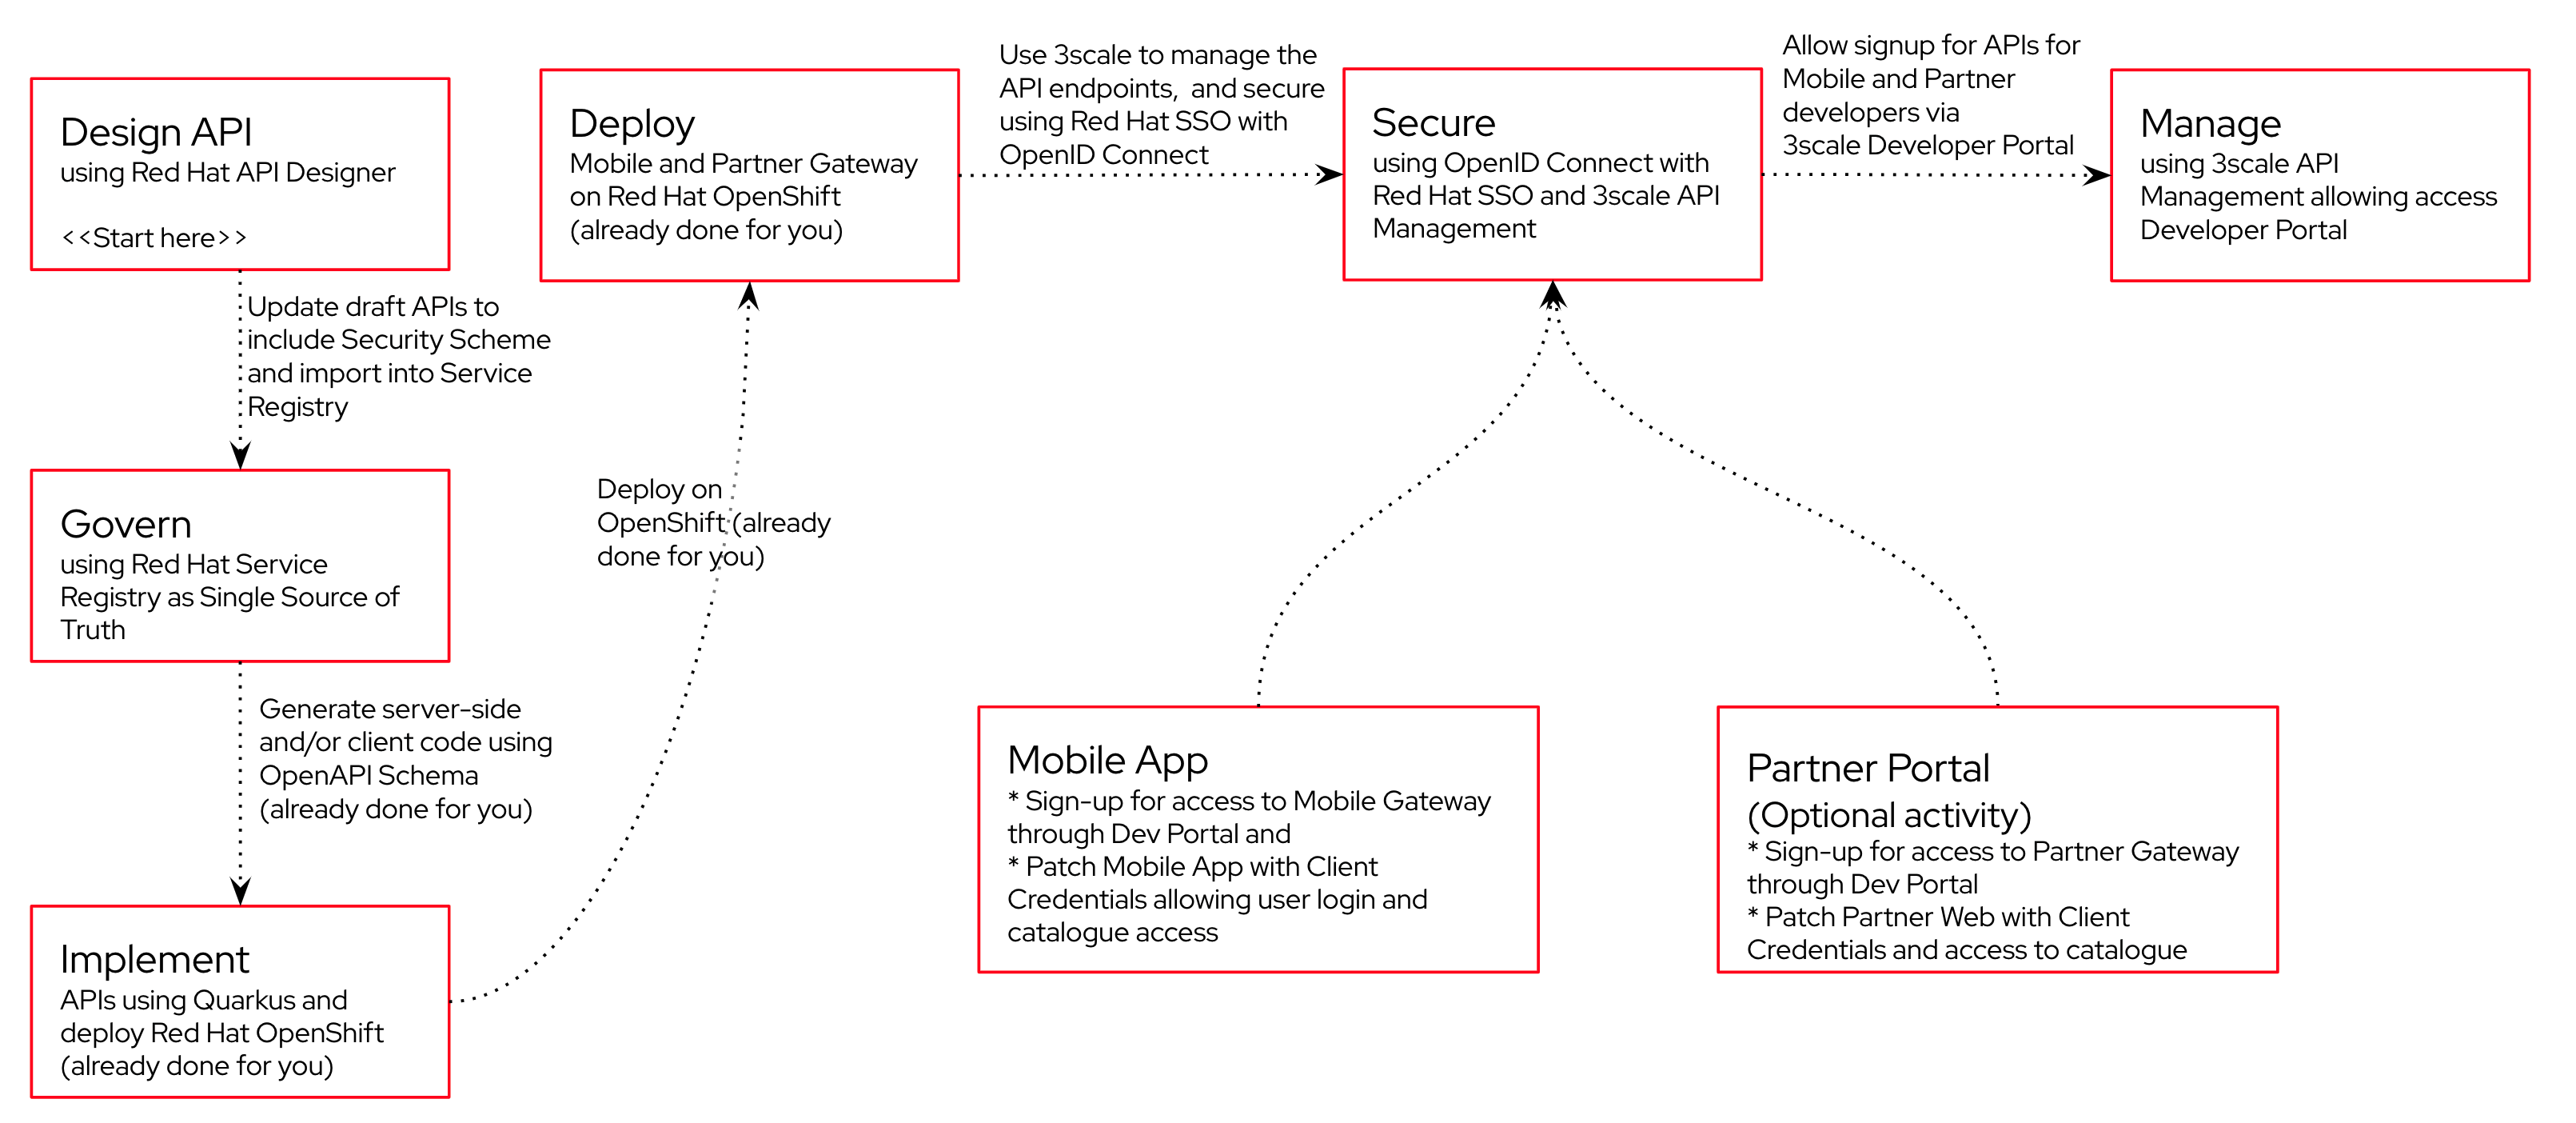 Design API
using Red Hat API Designer
<<Start here>>
Update draft APIs to
include Security Scheme
and import into Service
Registry
Govern
using Red Hat Service
Registry as Single Source of
Truth
Generate server-side
and/or client code using
OpenAPI Schema
(already done for you)
Implement
APIs using Quarkus and
deploy Red Hat OpenShift
(already done for you)
Deploy on
OpenShift (already
done for you)
Deploy
Mobile and Partner Gateway
on Red Hat OpenShift
(already done for you)
Use 3scale to manage the
API endpoints,  and secure
using Red Hat SSO with
OpenID Connect
Secure
using OpenID Connect with
Red Hat SSO and 3scale API
Management
Allow signup for APIs for
Mobile and Partner
developers via
3scale Developer Portal
Manage
using 3scale API
Management allowing access
Developer Portal
Mobile App
* Sign-up for access to Mobile Gateway
through Dev Portal and
* Patch Mobile App with Client
Credentials allowing user login and
catalogue access
Partner Portal
(Optional activity)
* Sign-up for access to Partner Gateway
through Dev Portal
* Patch Partner Web with Client
Credentials and access to catalogue